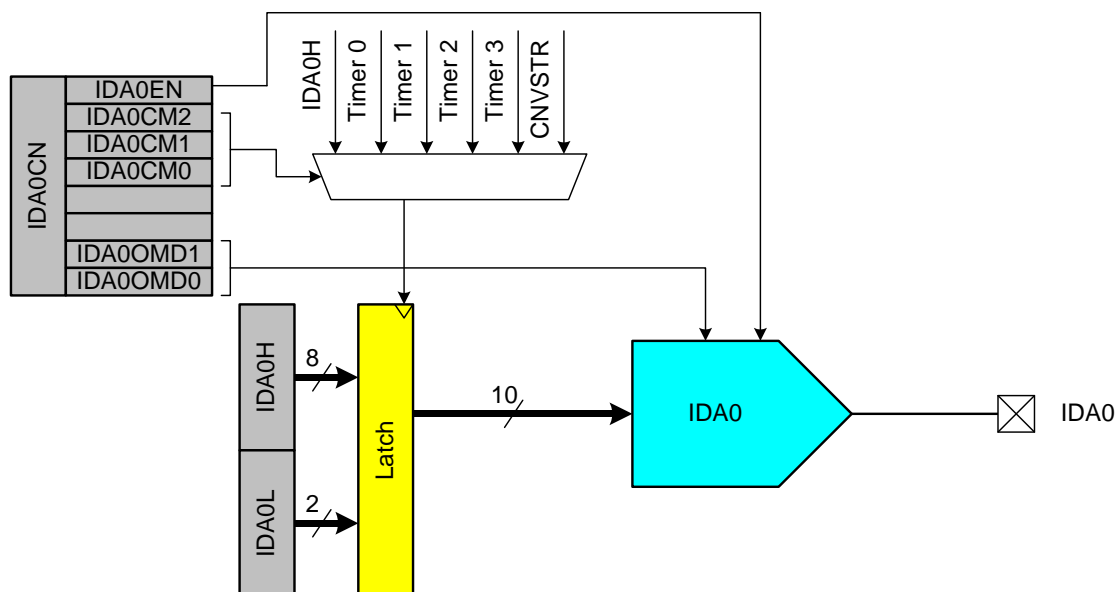 IDA0H
Timer 0
Timer 1
Timer 2
Timer 3
CNVSTR
IDA0CN
IDA0EN
IDA0CM2
IDA0CM1
IDA0CM0
IDA0OMD1
IDA0OMD0
IDA0H
8
IDA0L
2
Latch
10
IDA0
IDA0